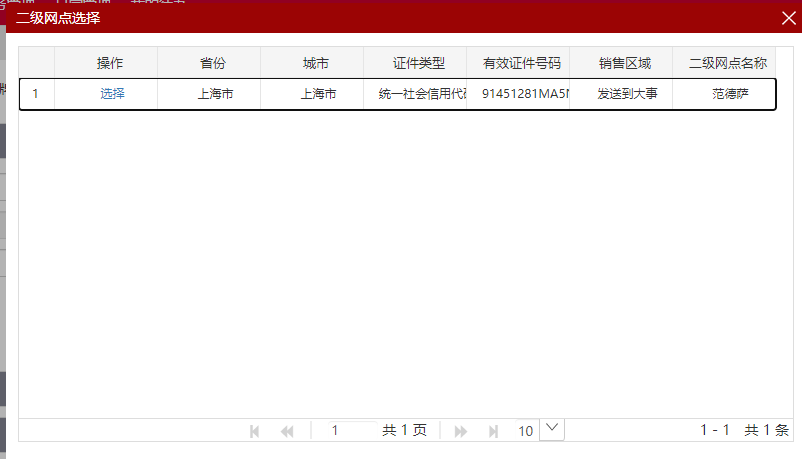 二级网点选择
操作 省份 城市 证件类型 有效证件号码 销售区域 二级网点名称
1 选择 上海市 上海市 统一社会信用代 91451281MA5 发送到大事 范德萨
1 共 1 页 10 1 - 1 共 1 条